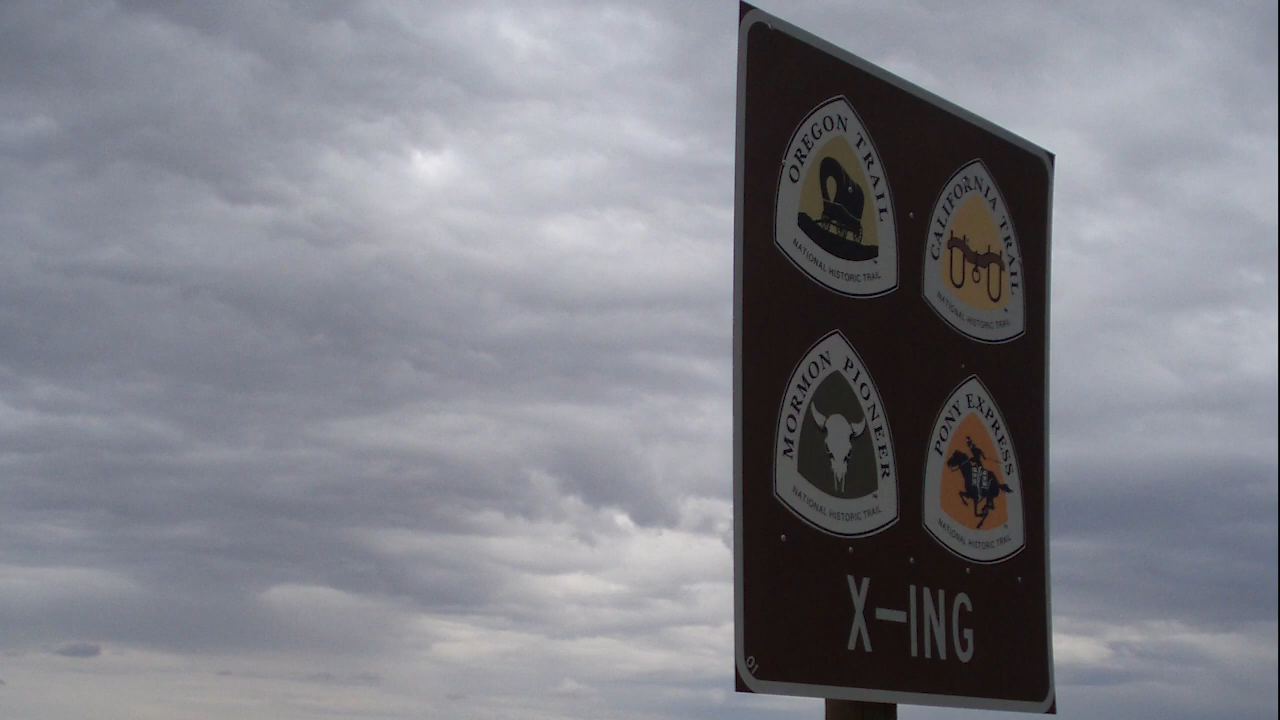 OREGON TRAIL
NATIONAL HISTORIC TRAIL
CALIFORNIA TRAIL
NATIONAL HISTORIC TRAIL
MORMON PIONEER
NATIONAL HISTORIC TRAIL
PONY EXPRESS
NATIONAL HISTORIC TRAIL
X-ING
01